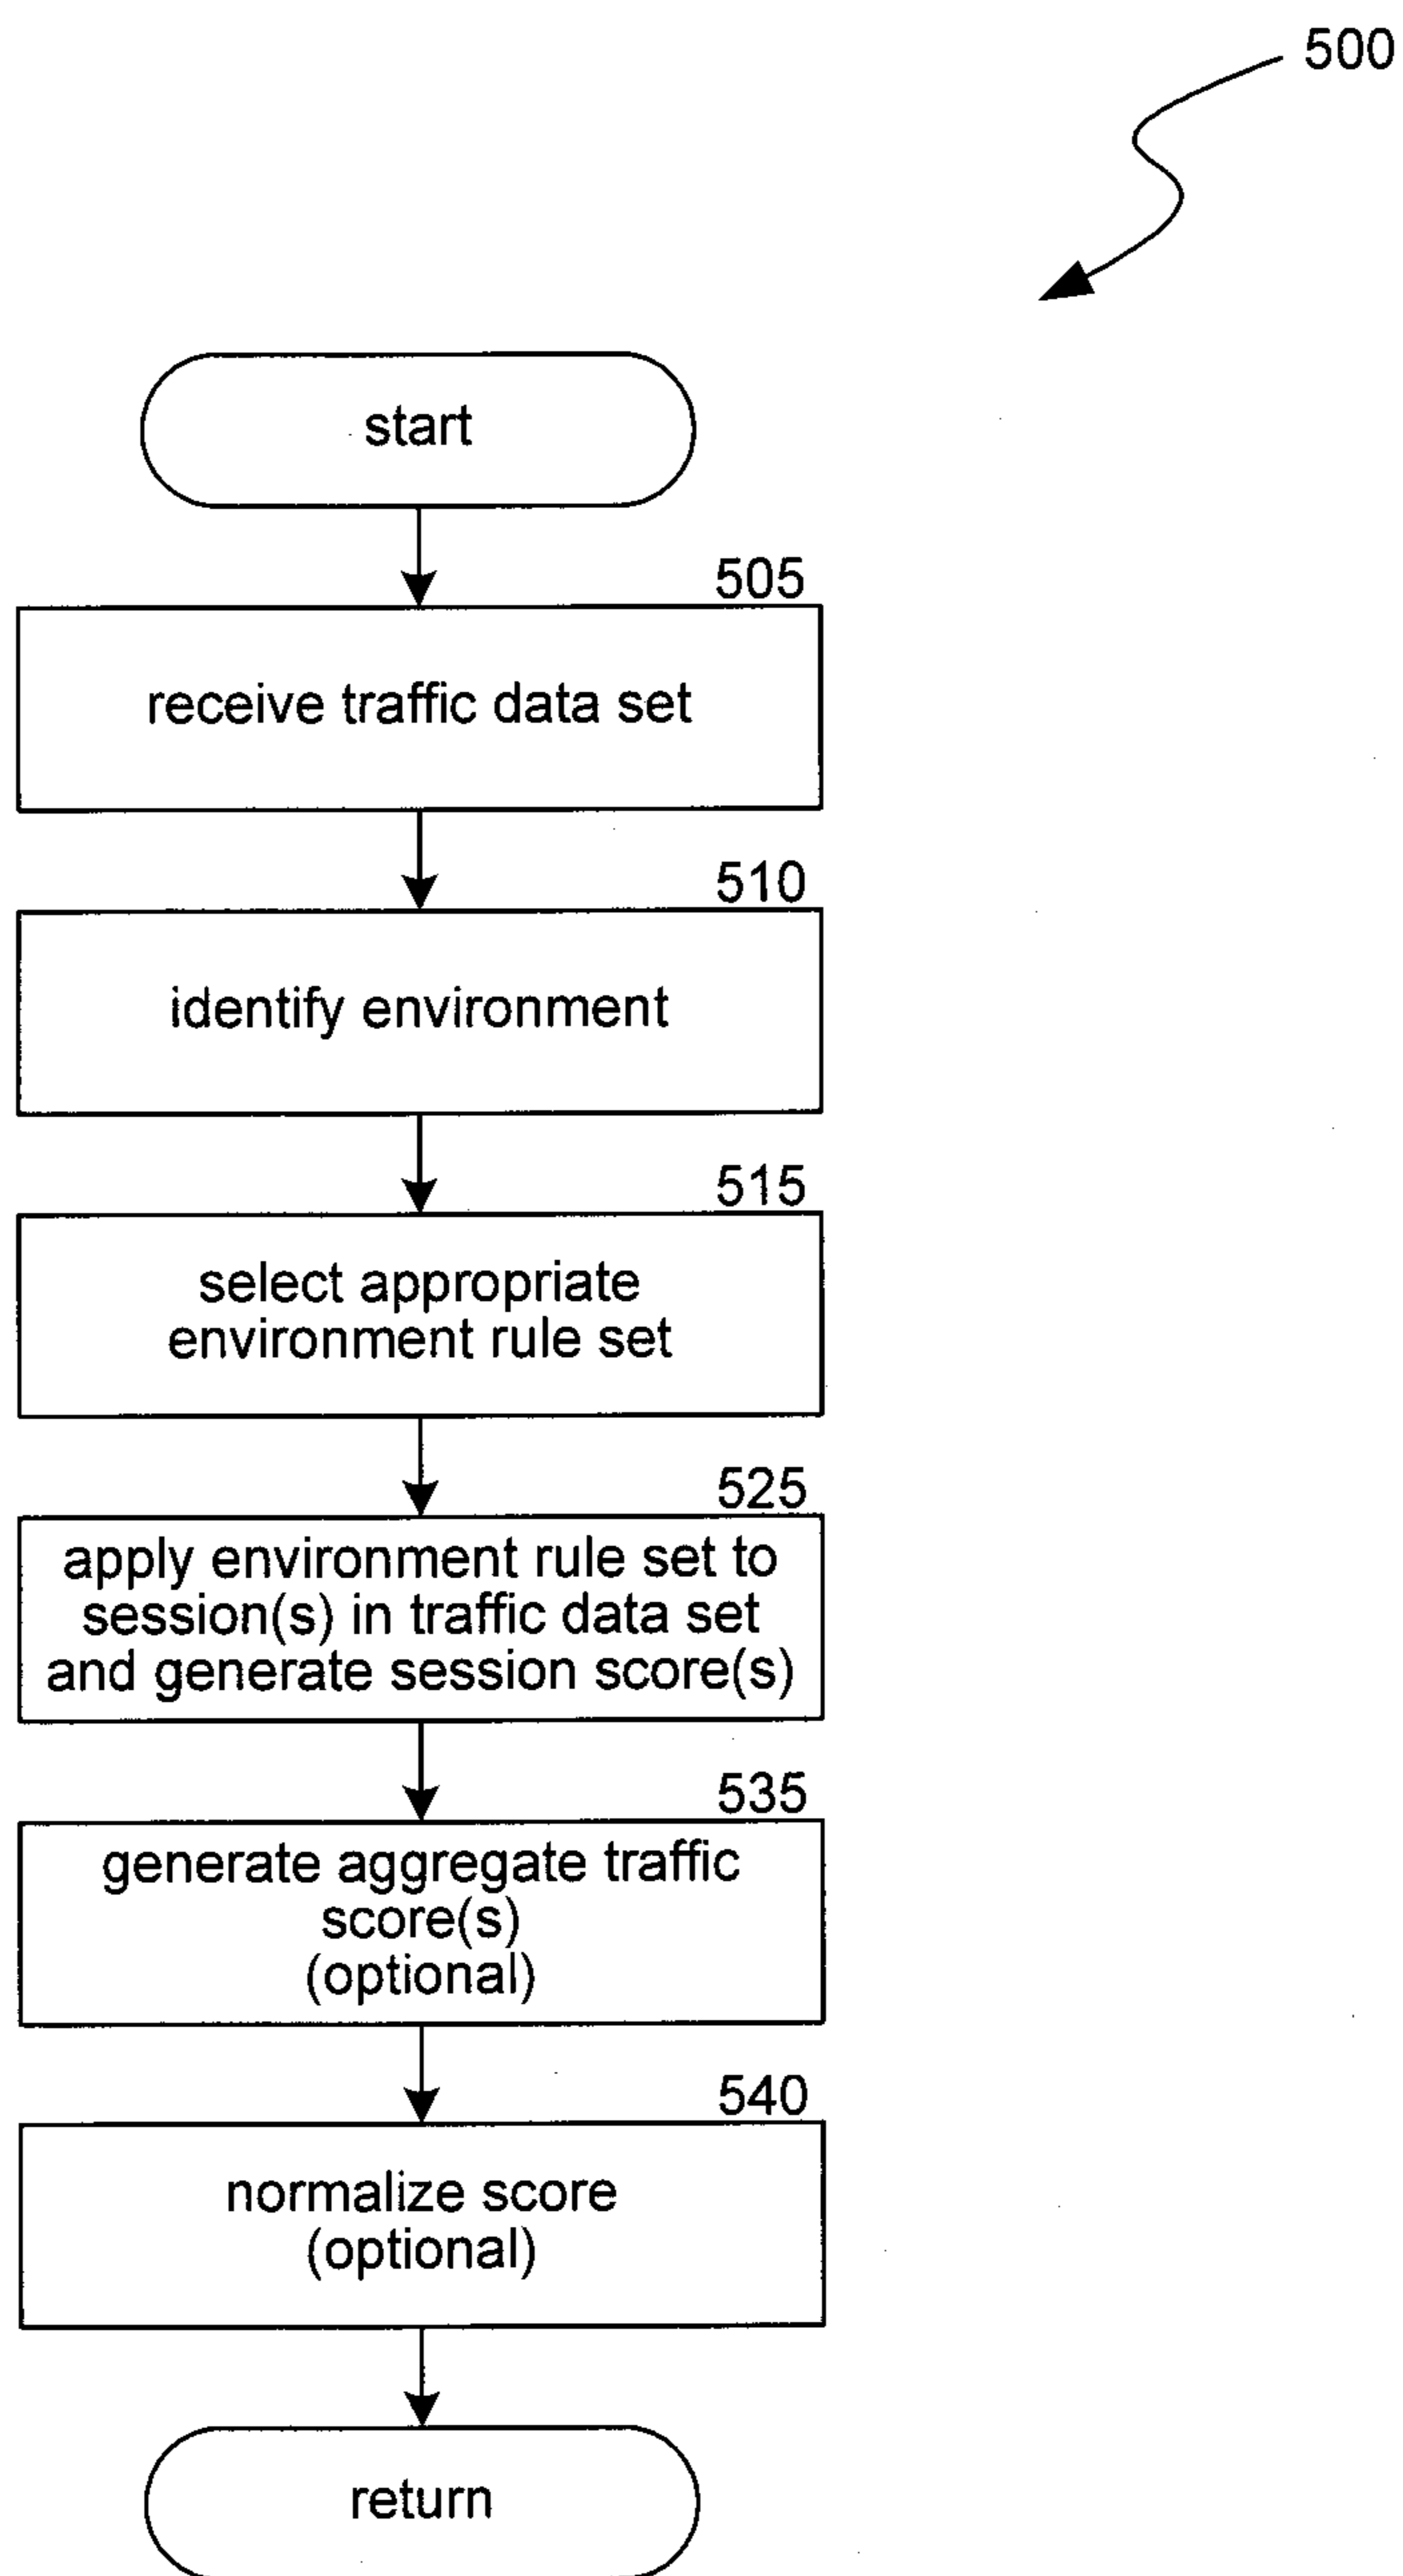 500
start
505
receive traffic data set
510
identify environment
515
select appropriate
environment rule set
525
apply environment rule set to
session(s) in traffic data set
and generate session score(s)
535
generate aggregate traffic
score(s)
(optional)
540
normalize score
(optional)
return